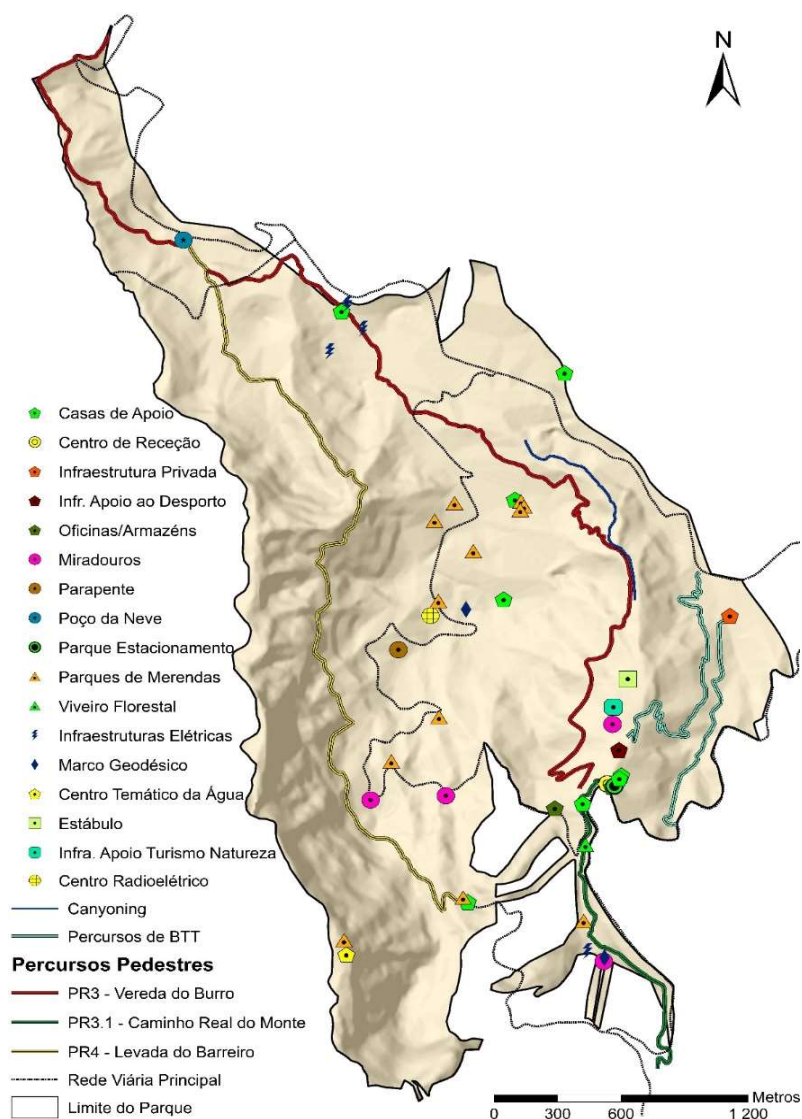 N
Casas de Apoio
Centro de Receção
Infraestrutura Privada
Infr. Apoio ao Desporto
Oficinas/Armazéns
Miradouros
Parapente
Poço da Neve
Parque Estacionamento
Parques de Merendas
Viveiro Florestal
Infraestruturas Elétricas
Marco Geodésico
Centro Temático da Água
Estábulo
Infra. Apoio Turismo Natureza
Centro Radioelétrico
Canyoning
Percursos de BTT
Percursos Pedestres
PR3 - Vereda do Burro
PR3.1 - Caminho Real do Monte
PR4 - Levada do Barreiro
Rede Viária Principal
Limite do Parque
Metros
0 300 600 1 200